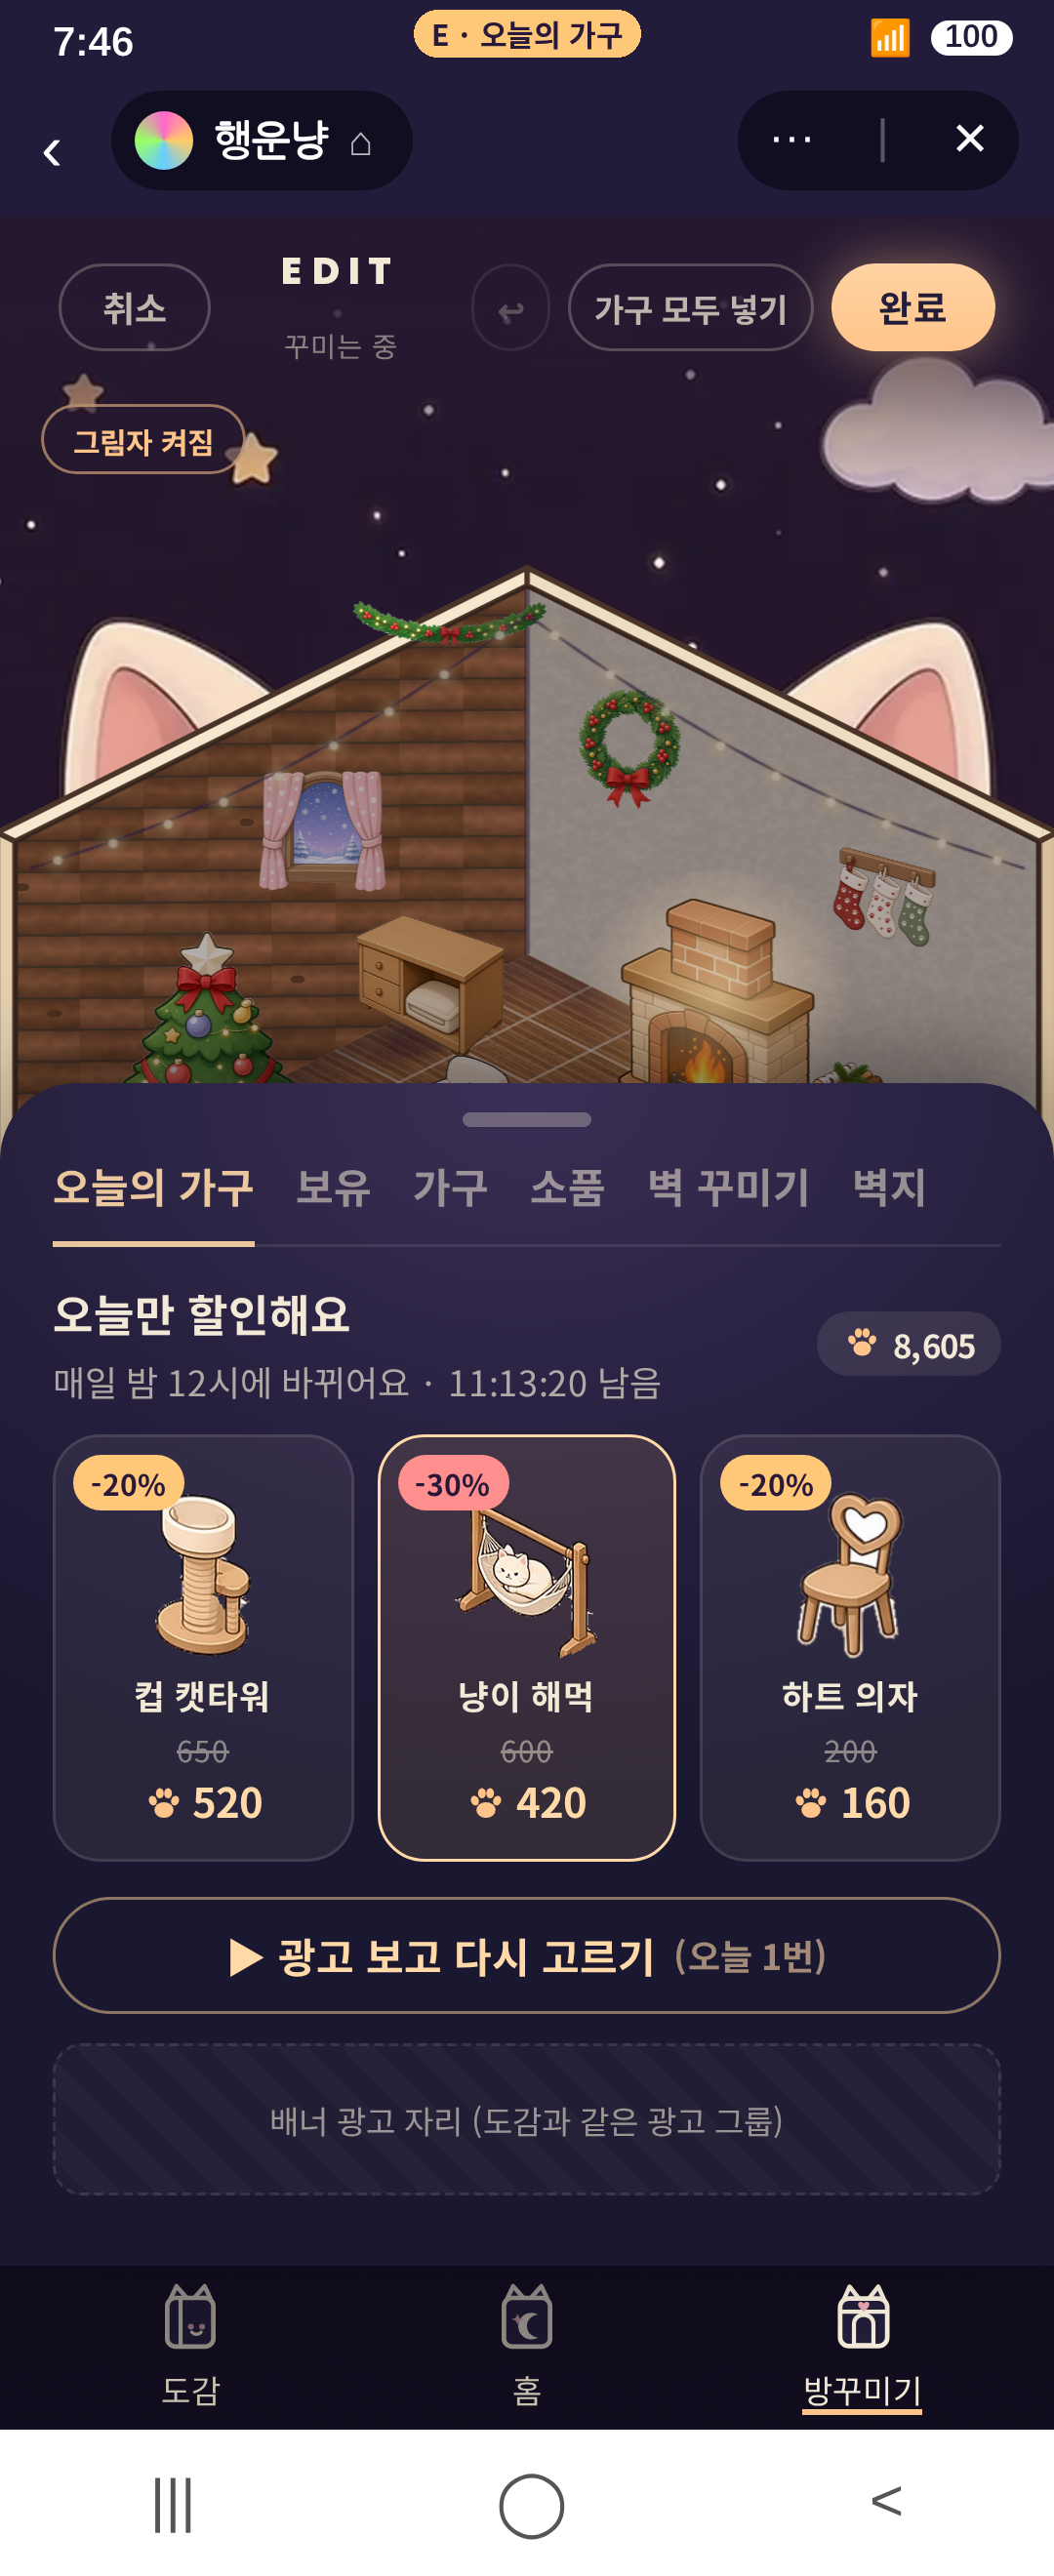 7:46
E · 오늘의 가구
100
행운냥
취소
EDIT
꾸미는 중
가구 모두 넣기
완료
그림자 켜짐
오늘의 가구 보유 가구 소품 벽 꾸미기 벽지
오늘만 할인해요
매일 밤 12시에 바뀌어요 · 11:13:20 남음
8,605
-20%
컵 캣타워
650
520
-30%
냥이 해먹
600
420
-20%
하트 의자
200
160
▶ 광고 보고 다시 고르기 (오늘 1번)
배너 광고 자리 (도감과 같은 광고 그룹)
도감 홈 방꾸미기